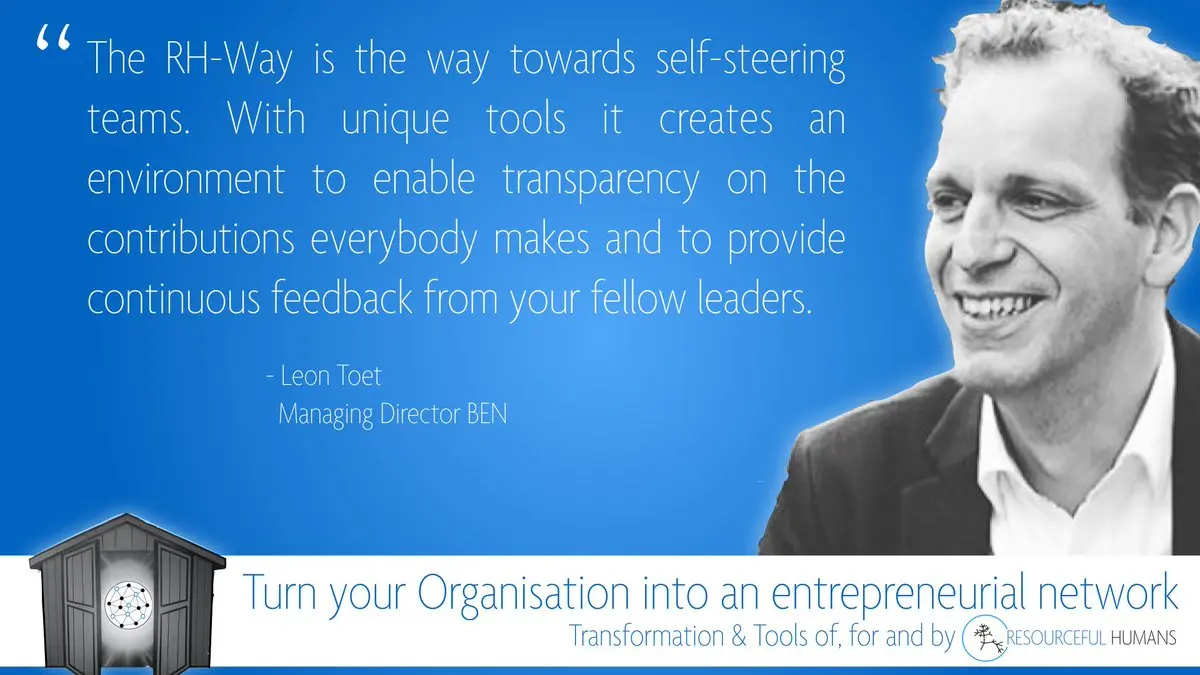 “ The RH-Way is the way towards self-steering
teams. With unique tools it creates an
environment to enable transparency on the
contributions everybody makes and to provide
continuous feedback from your fellow leaders.
- Leon Toet
Managing Director BEN
Turn your Organisation into an entrepreneurial network
Transformation & Tools of, for and by RESOURCEFUL HUMANS